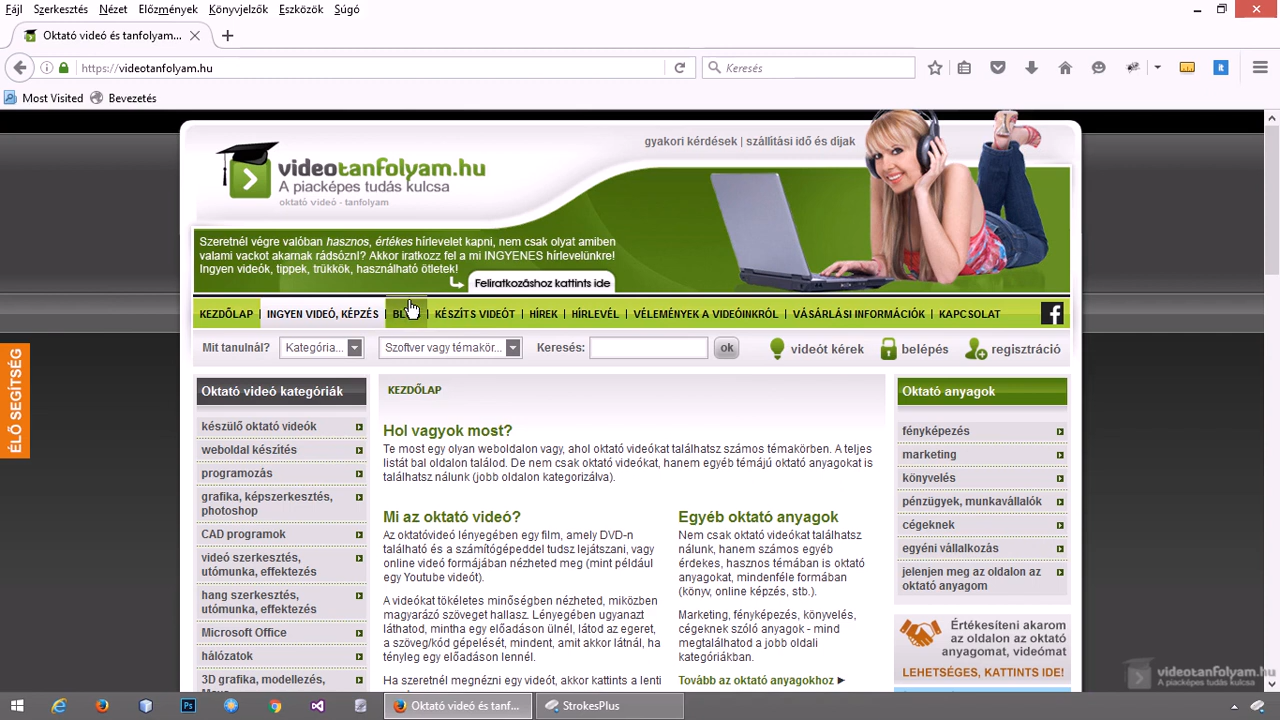 Fájl Szerkesztés Nézet Előzmények Könyvjelzők Eszközök Súgó
Oktató videó és tanfolyam...
https://videotanfolyam.hu
Keresés
Most Visited Bevezetés
gyakori kérdések | szállítási idő és díjak
videotanfolyam.hu
A piacképes tudás kulcsa
oktató videó - tanfolyam
Szeretnél végre valóban hasznos, értékes hírlevelet kapni, nem csak olyat amiben
valami vackot akarnak rádsózni? Akkor iratkozz fel a mi INGYENES hírlevelünkre!
Ingyen videók, tippek, trükkök, használható ötletek!
Feliratkozáshoz kattints ide
KEZDŐLAP | INGYEN VIDEÓ, KÉPZÉS | | KÉSZÍTS VIDEÓT | HÍREK | HÍRLEVÉL | VÉLEMÉNYEK A VIDEÓINKRÓL | VÁSÁRLÁSI INFORMÁCIÓK | KAPCSOLAT
Mit tanulnál? Kategória... Szoftver vagy témakör... Keresés: ok videót kérek belépés regisztráció
ÉLŐ SEGÍTSÉG
Oktató videó kategóriák
készülő oktató videók
weboldal készítés
programozás
grafika, képszerkesztés,
photoshop
CAD programok
videó szerkesztés,
utómunka, effektezés
hang szerkesztés,
utómunka, effektezés
Microsoft Office
hálózatok
3D grafika, modellezés,
KEZDŐLAP
Hol vagyok most?
Te most egy olyan weboldalon vagy, ahol oktató videókat találhatsz számos témakörben. A teljes
listát bal oldalon találod. De nem csak oktató videókat, hanem egyéb témájú oktató anyagokat is
találhatsz nálunk (jobb oldalon kategorizálva).
Mi az oktató videó?
Az oktatóvideó lényegében egy film, amely DVD-n
található és a számítógépeddel tudsz lejátszani, vagy
online videó formájában nézheted meg (mint például
egy Youtube videót).
A videókat tökéletes minőségben nézheted, miközben
magyarázó szöveget hallasz. Lényegében ugyanazt
láthatod, mintha egy előadáson ülnél, látod az egeret,
a szöveg/kód gépelését, mindent, amit akkor látnál, ha
tényleg egy előadáson lennél.
Ha szeretnél megnézni egy videót, akkor kattints a lenti
Egyéb oktató anyagok
Nem csak oktató videókat találhatsz
nálunk, hanem számos egyéb
érdekes, hasznos témában is oktató
anyagokat, mindenféle formában
(könyv, online képzés, stb.).
Marketing, fényképezés, könyvelés,
cégeknek szóló anyagok - mind
megtalálhatod a jobb oldali
kategóriákban.
Tovább az oktató anyagokhoz
Oktató anyagok
fényképezés
marketing
könyvelés
pénzügyek, munkavállalók
cégeknek
egyéni vállalkozás
jelenjen meg az oldalon az
oktató anyagom
Értékesíteni akarom
az oldalon az oktató
anyagomat, videómat
LEHETSÉGES, KATTINTS IDE!
videotanfolyam.hu
A piacképes tudás kulcsa
Oktató videó és tanf... StrokesPlus